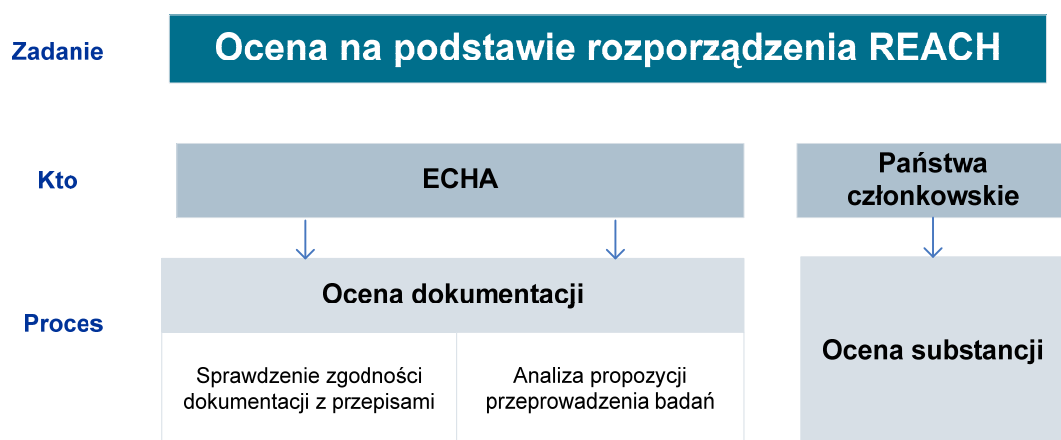 Zadanie
Ocena na podstawie rozporządzenia REACH
Kto
ECHA
Państwa
członkowskie
Proces
Ocena dokumentacji
Sprawdzenie zgodności
dokumentacji z przepisami
Analiza propozycji
przeprowadzenia badań
Ocena substancji